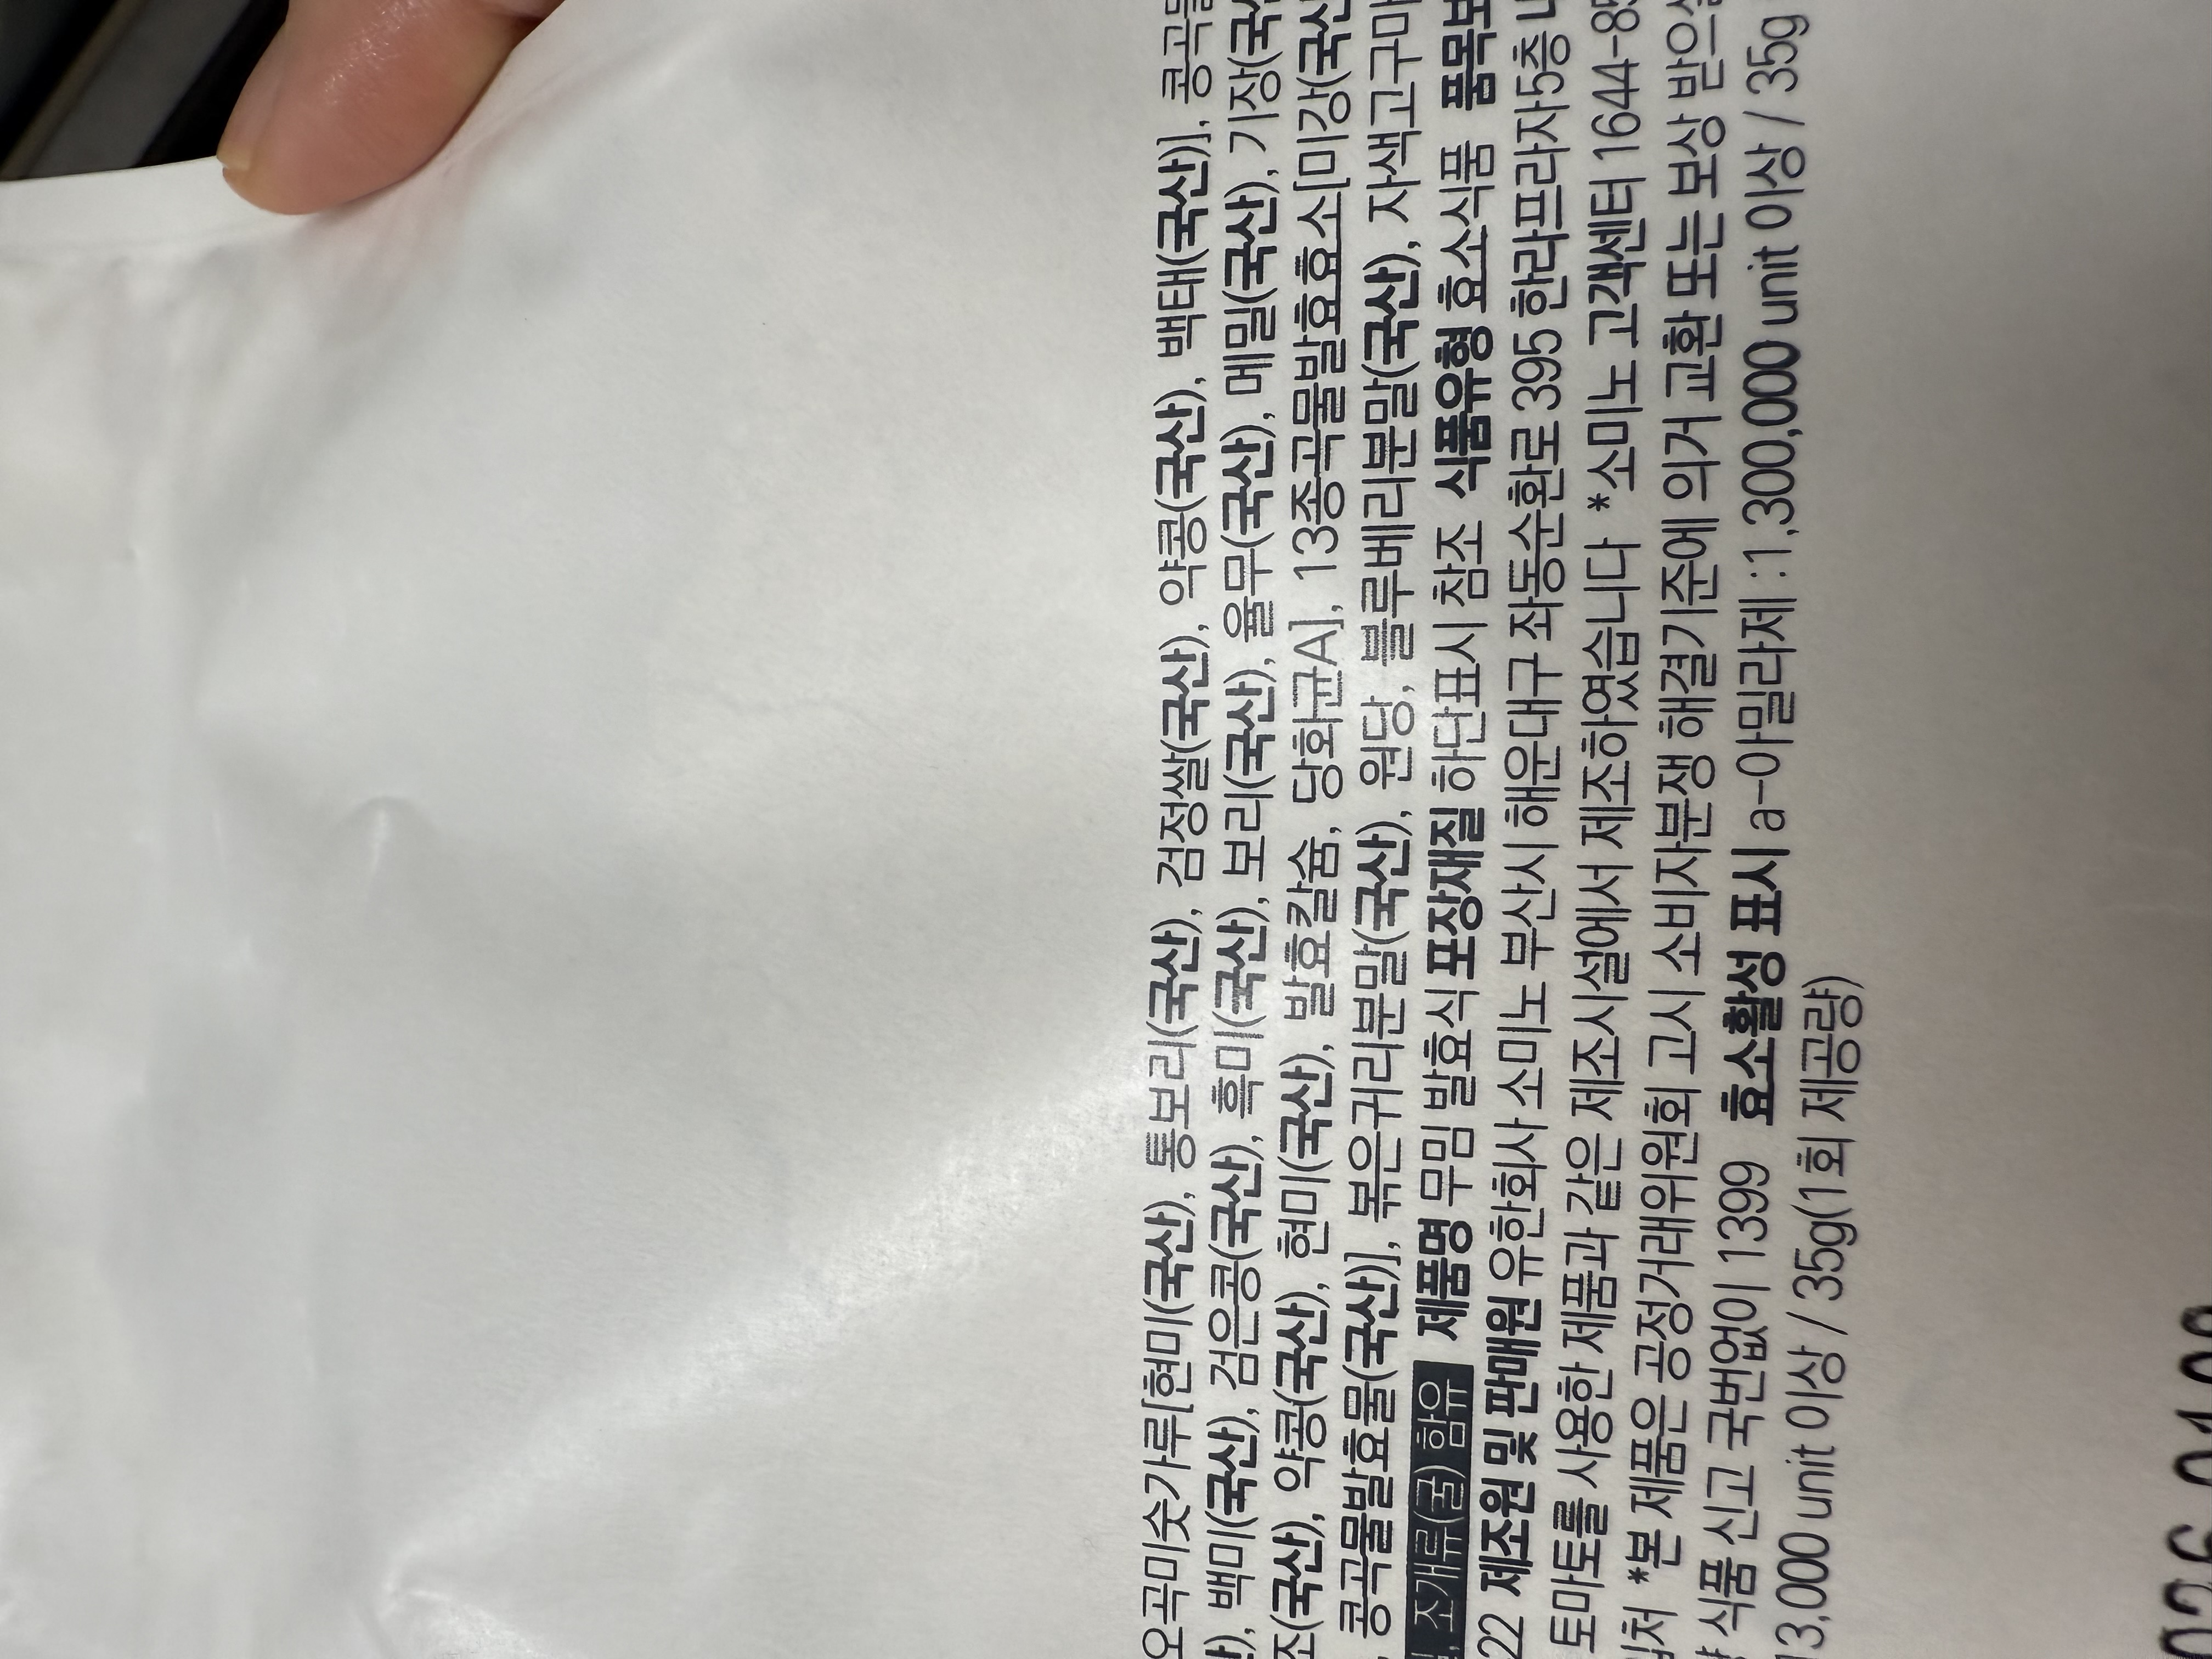 오곡미숫가루[현미(국산), 통보리(국산), 검정쌀(국산), 약콩(국산), 백태(국산)], 콩곡물
), 백미(국산), 검은콩(국산), 흑미(국산), 보리(국산), 율무(국산), 메밀(국산), 기장(국산
조(국산), 약콩(국산), 현미(국산), 발효칼슘, 당화균A], 13종곡물발효효소[미강(국산
, 콩곡물발효물(국산)], 볶은귀리분말(국산), 원당, 블루베리분말(국산), 자색고구마
, 조개류(굴) 함유 제품명 무밈 발효식 포장재질 하단표시 참조 식품유형 효소식품 품목보
22 제조원 및 판매원 유한회사 소미노 부산시 해운대구 좌동순환로 395 한라프라자5층
토마토를 사용한 제품과 같은 제조시설에서 제조하였습니다 *소미노 고객센터 1644-85
입처 *본 제품은 공정거래위원회 고시 소비자분쟁 해결기준에 의거 교환 또는 보상 받으실
식품 신고 국번없이 1399 효소활성 표시 a-아밀라제 :1,300,000 unit 이상 / 35g
13,000 unit 이상 / 35g(1회 제공량)